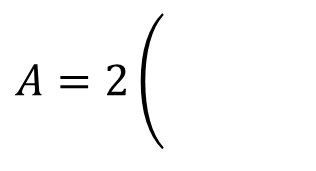 A = 2 (